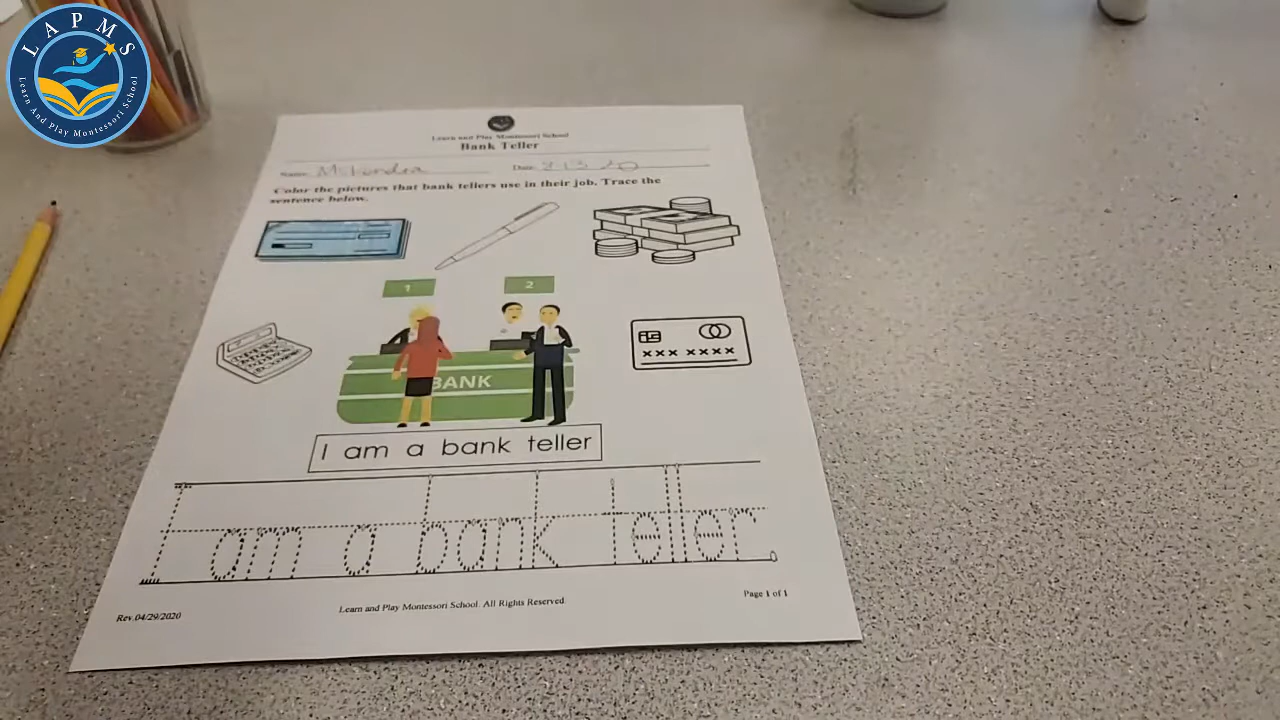 LAPMS
Learn And Play Montessori School
Learn and Play Montessori School
Bank Teller
Name: Date:
Color the pictures that bank tellers use in their job. Trace the
sentence below.
1 2
XXX XXXX
BANK
I am a bank teller
I am a bank teller
Learn and Play Montessori School. All Rights Reserved.
Page 1 of 1
Rev.04/29/2020